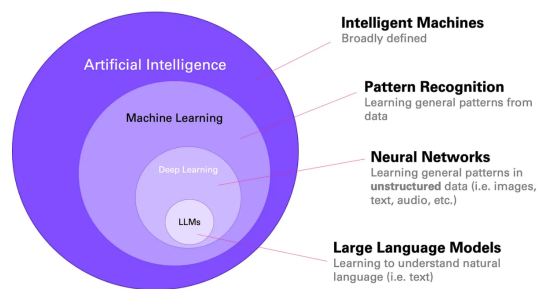 Artificial Intelligence
Machine Learning
Deep Learning
LLMs
Intelligent Machines
Broadly defined
Pattern Recognition
Learning general patterns from
data
Neural Networks
Learning general patterns in
unstructured data (i.e. images,
text, audio, etc.)
Large Language Models
Learning to understand natural
language (i.e. text)